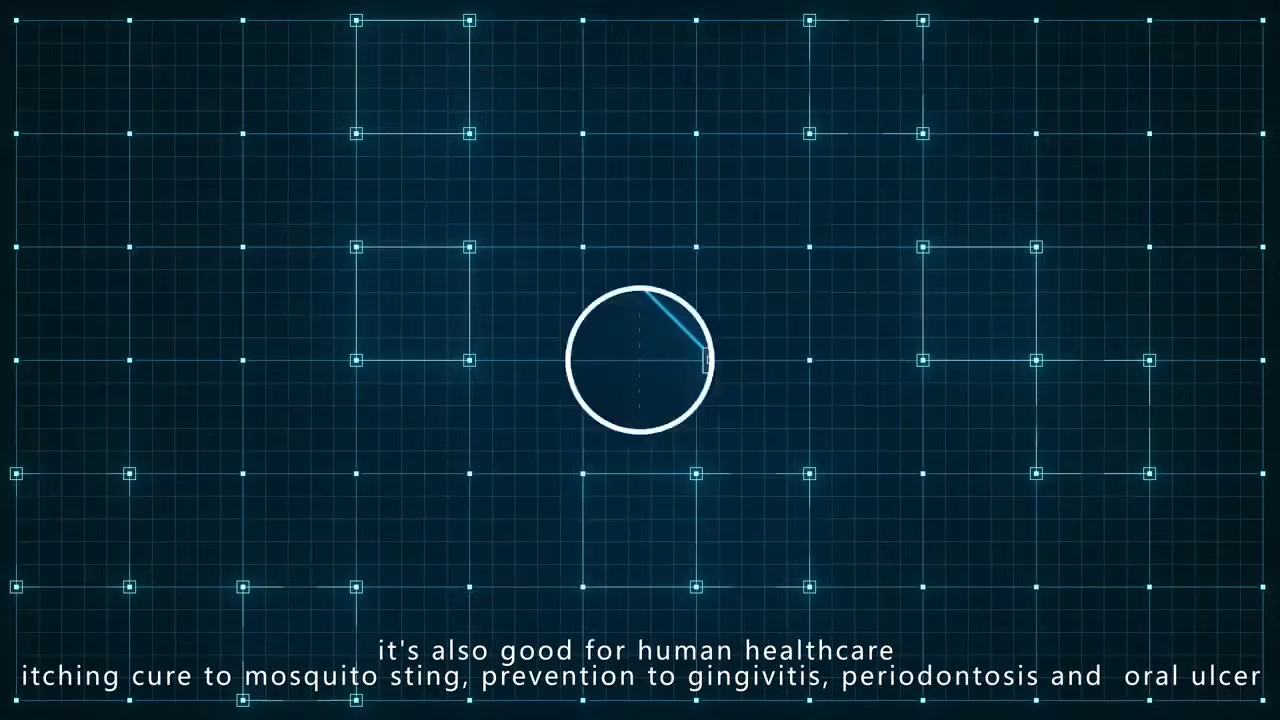 it's also good for human healthcare
itching cure to mosquito sting, prevention to gingivitis, periodontosis and  oral ulcer